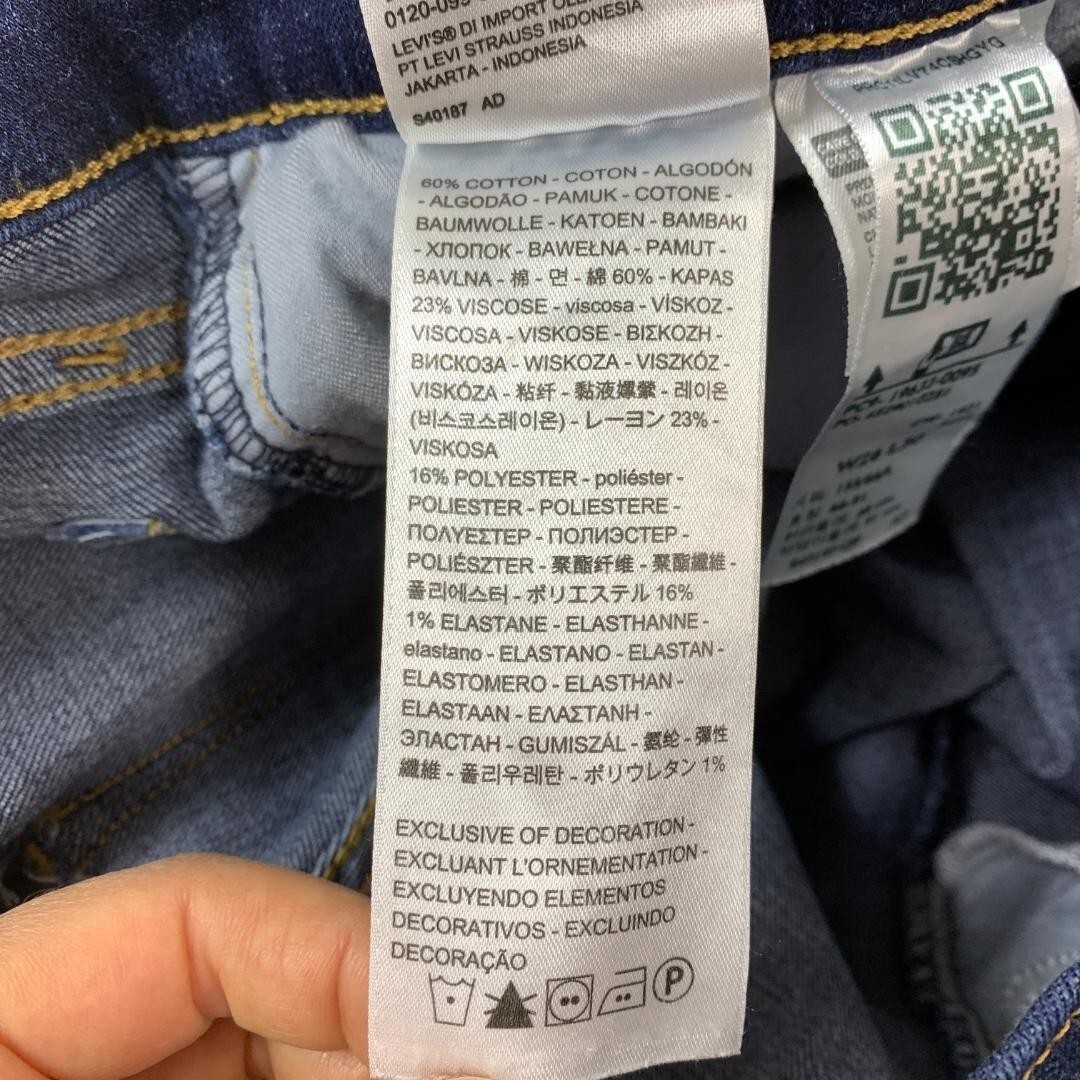 0120-099
LEVI'S® DI IMPORT OLE
PT LEVI STRAUSS INDONESIA
JAKARTA - INDONESIA
S40187 AD
60% COTTON - COTON - ALGODÓN
- ALGODÃO - PAMUK - COTONE -
BAUMWOLLE - KATOEN - BAMBAKI
- ХЛОПОК - BAWEŁNA - PAMUT -
BAVLNA - 棉 - 면 - 綿 60% - KAPAS
23% VISCOSE - viscosa - VİSKOZ -
VISCOSA - VISKOSE - ΒΙΣΚΟΖΗ -
ВИСКОЗА - WISKOZA - VISZKÓZ -
VISKÓZA - 粘纤 - 黏液螺縈 - 레이온
(비스코스레이온) - レーヨン 23% -
VISKOSA
16% POLYESTER - poliéster -
POLIESTER - POLIESTERE -
ΠΟΛΥΕΣΤΕΡ - ПОЛИЭСТЕР -
POLIÉSZTER - 聚酯纤维 - 聚酯纖維 -
폴리에스터 - ポリエステル 16%
1% ELASTANE - ELASTHANNE -
elastano - ELASTANO - ELASTAN -
ELASTOMERO - ELASTHAN -
ELASTAAN - ΕΛΑΣΤΑΝΗ -
ЭЛАСТАН - GUMISZÁL - 氨纶 - 彈性
纖維 - 폴리우레탄 - ポリウレタン 1%
EXCLUSIVE OF DECORATION -
EXCLUANT L'ORNEMENTATION -
EXCLUYENDO ELEMENTOS
DECORATIVOS - EXCLUINDO
DECORAÇÃO
P
PC9- 19633-0095